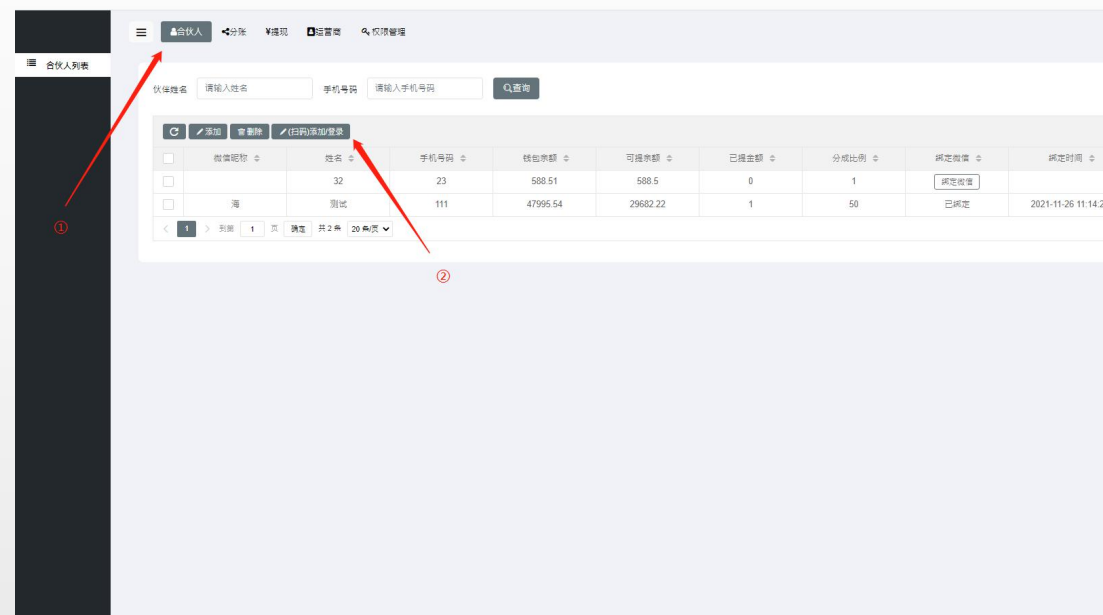 合伙人 分账 ¥提现 运营商 权限管理
合伙人列表
伙伴姓名 请输入姓名 手机号码 请输入手机号码 查询
添加 删除 (扫码)添加/登录
微信昵称 姓名 手机号码 钱包余额 可提余额 已提金额 分成比例 绑定微信 绑定时间
32 23 588.51 588.5 0 1 绑定微信
海 测试 111 47995.54 29682.22 1 50 已绑定 2021-11-26 11:14:2
1 到第 1 页 确定 共 2 条 20 条/页
①
②